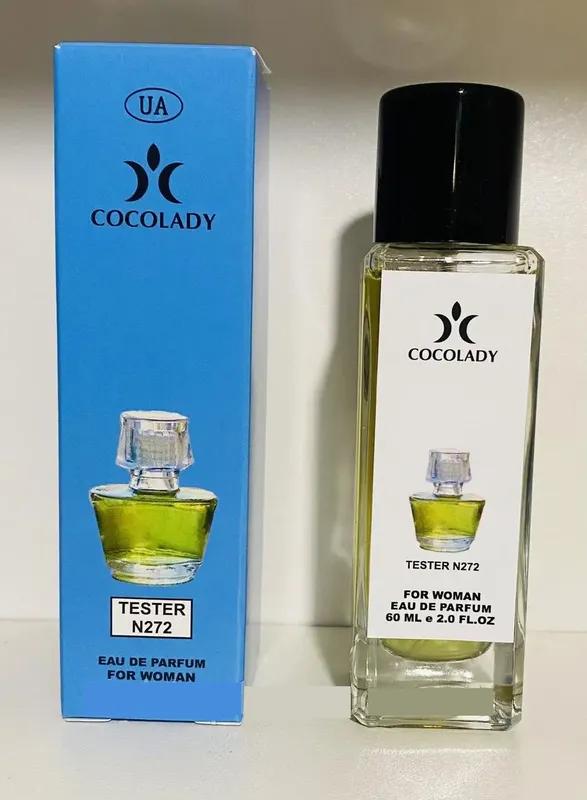 UA
COCOLADY
TESTER
N272
EAU DE PARFUM
FOR WOMAN
COCOLADY
TESTER N272
FOR WOMAN
EAU DE PARFUM
60 ML e 2.0 FL.OZ